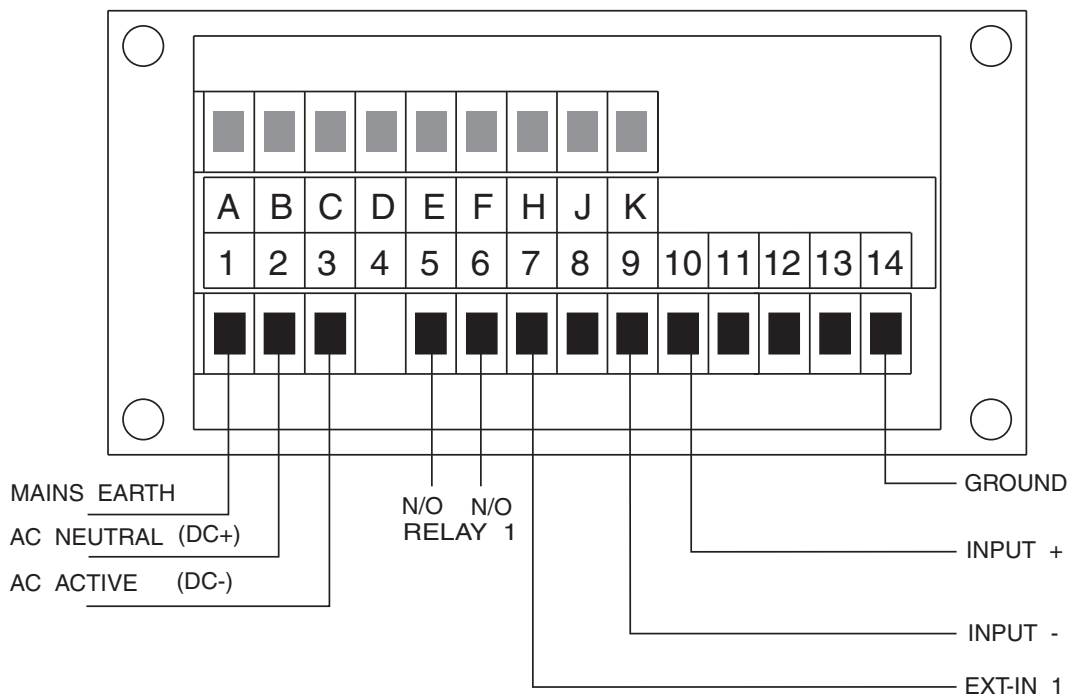 A B C D E F H J K
1 2 3 4 5 6 7 8 9 10 11 12 13 14
MAINS EARTH
AC NEUTRAL (DC+)
AC ACTIVE (DC-)
N/O N/O
RELAY 1
GROUND
INPUT +
INPUT -
EXT-IN 1